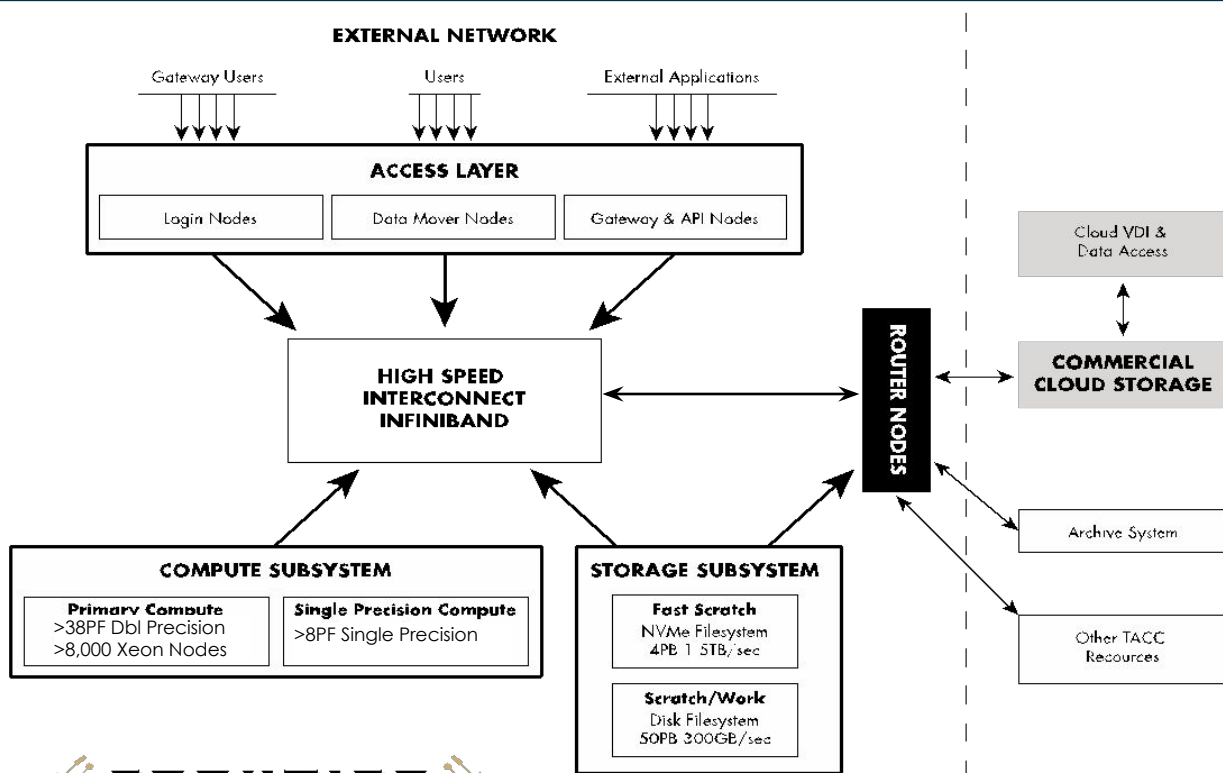 EXTERNAL NETWORK
Gateway Users
Users
External Applications
ACCESS LAYER
Login Nodes
Data Mover Nodes
Gateway & API Nodes
HIGH SPEED
INTERCONNECT
INFINIBAND
ROUTER NODES
Cloud VDI &
Data Access
COMMERCIAL
CLOUD STORAGE
Archive System
Other TACC
Recources
COMPUTE SUBSYSTEM
Primary Compute
>38PF Dbl Precision
>8,000 Xeon Nodes
Single Precision Compute
>8PF Single Precision
STORAGE SUBSYSTEM
Fast Scratch
NVMe Filesystem
4PB 1.5TB/sec
Scratch/Work
Disk Filesystem
50PB 300GB/sec